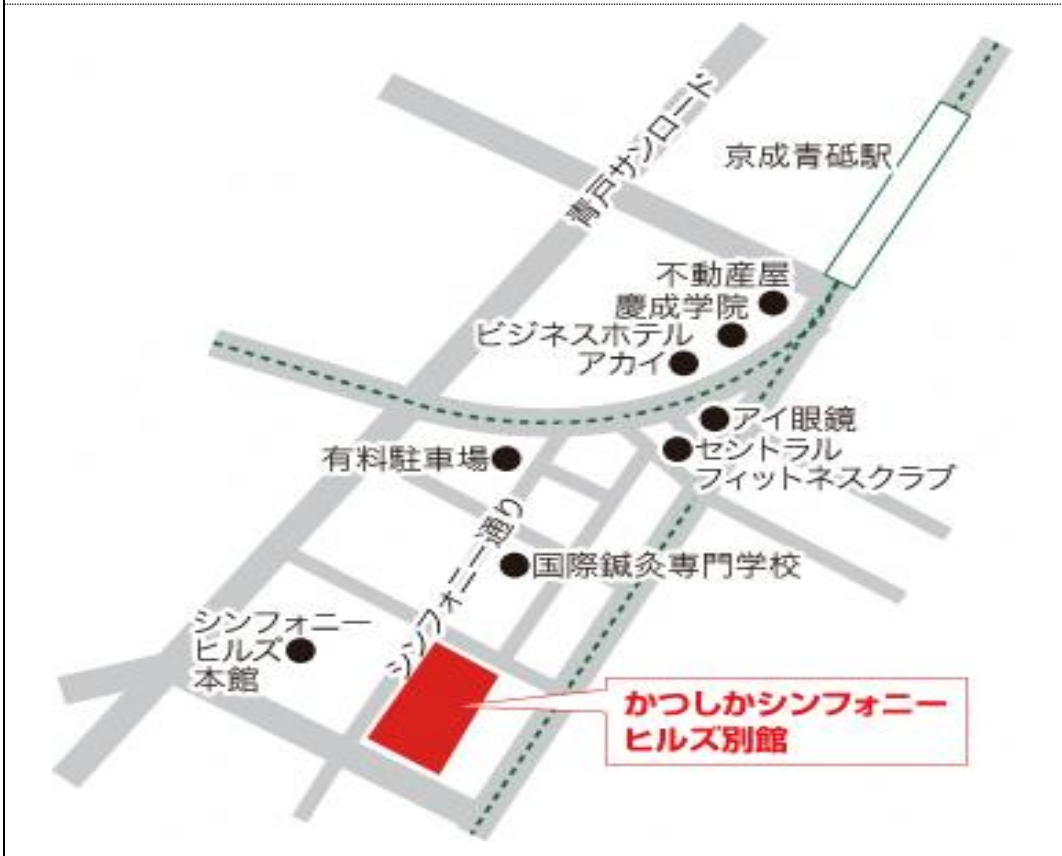 青戸サンロード
京成青砥駅
不動産屋
慶成学院
ビジネスホテル
アカイ
アイ眼鏡
セントラル
フィットネスクラブ
有料駐車場
シンフォニー通り
国際鍼灸専門学校
シンフォニー
ヒルズ
本館
かつしかシンフォニー
ヒルズ別館